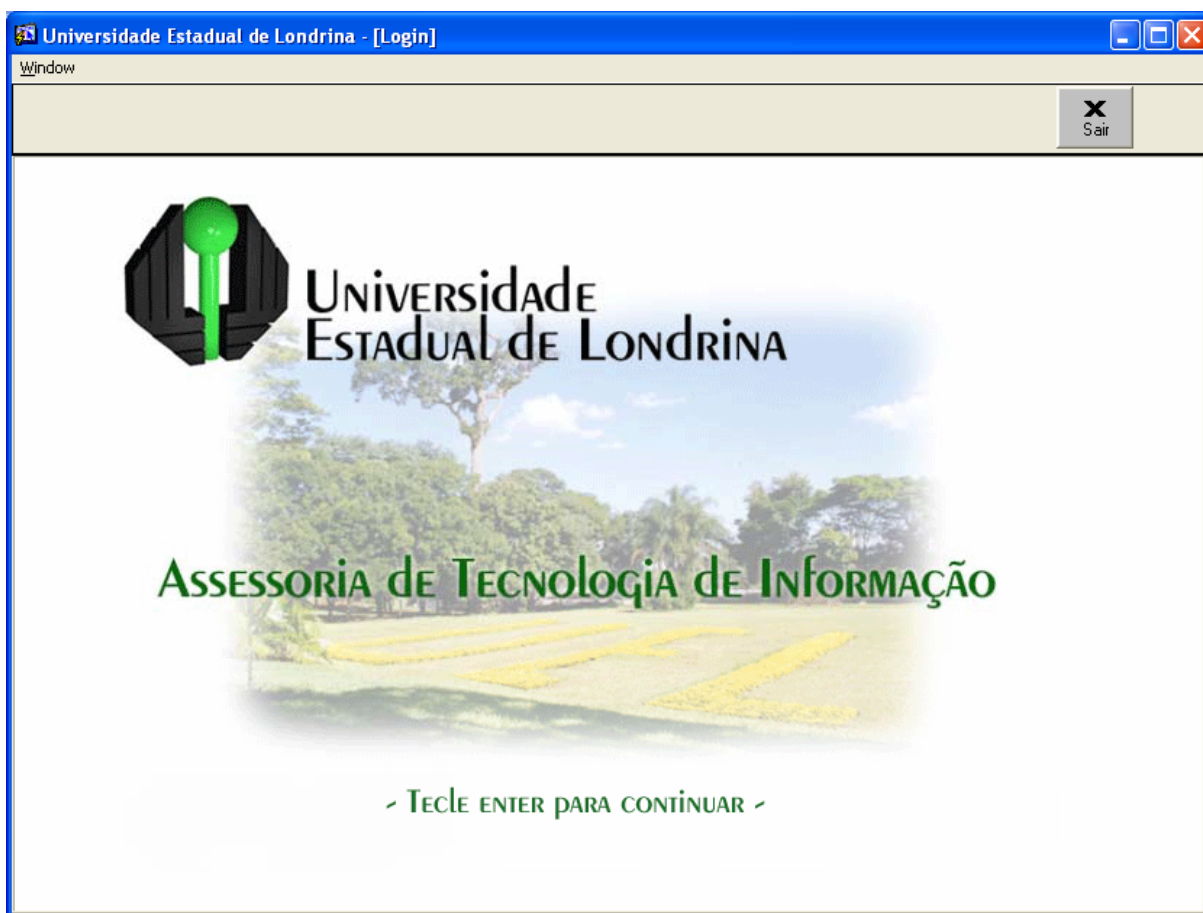 Universidade Estadual de Londrina - [Login]
Window
X
Sair
Universidade
Estadual de Londrina
Assessoria de Tecnologia de Informação
UEL
- Tecle enter para continuar -